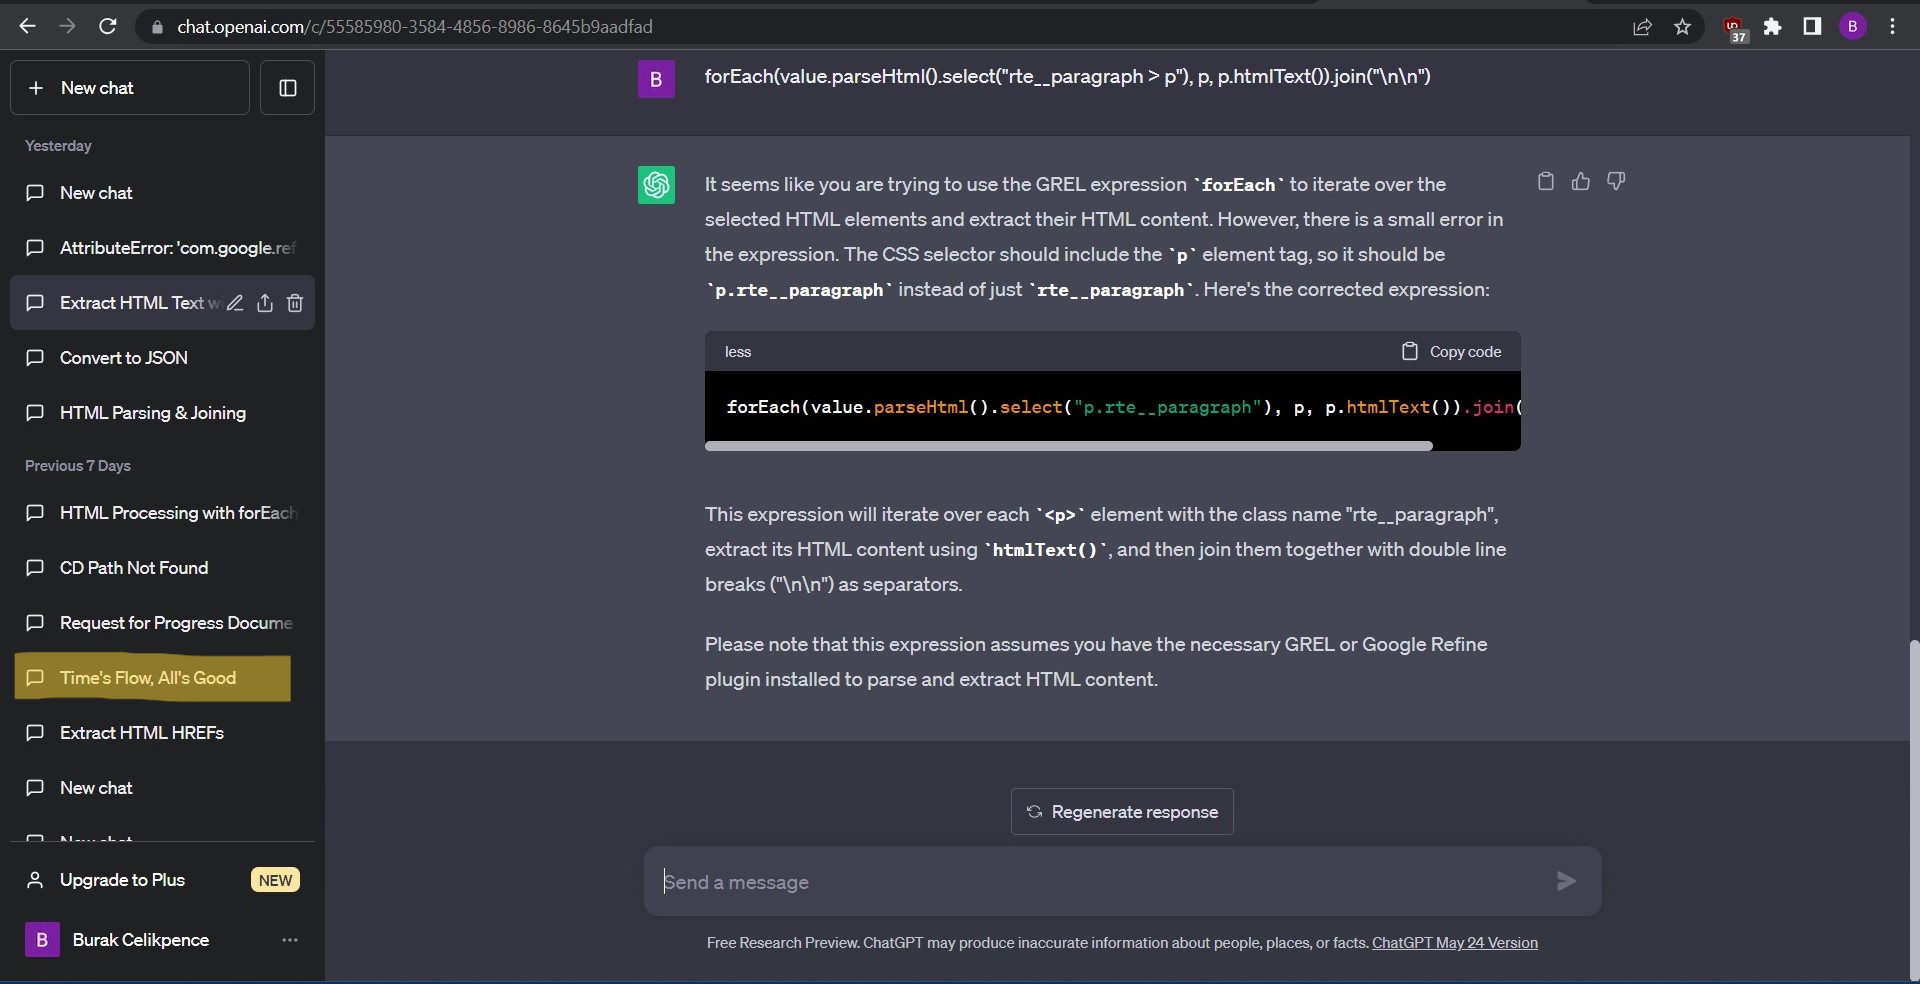 chat.openai.com/c/55585980-3584-4856-8986-8645b9aadfad
37
B
New chat
Yesterday
New chat
AttributeError: 'com.google.ref
Extract HTML Text w
Convert to JSON
HTML Parsing & Joining
Previous 7 Days
HTML Processing with forEach
CD Path Not Found
Request for Progress Docume
Time's Flow, All's Good
Extract HTML HREFs
New chat
New chat
Upgrade to Plus NEW
B Burak Celikpence
B forEach(value.parseHtml().select("rte__paragraph > p"), p, p.htmlText()).join("\n\n")
It seems like you are trying to use the GREL expression `forEach` to iterate over the
selected HTML elements and extract their HTML content. However, there is a small error in
the expression. The CSS selector should include the `p` element tag, so it should be
`p.rte__paragraph` instead of just `rte__paragraph`. Here's the corrected expression:
less Copy code
forEach(value.parseHtml().select("p.rte__paragraph"), p, p.htmlText()).join(
This expression will iterate over each `<p>` element with the class name "rte__paragraph",
extract its HTML content using `htmlText()`, and then join them together with double line
breaks ("\n\n") as separators.
Please note that this expression assumes you have the necessary GREL or Google Refine
plugin installed to parse and extract HTML content.
Regenerate response
Send a message
Free Research Preview. ChatGPT may produce inaccurate information about people, places, or facts. ChatGPT May 24 Version